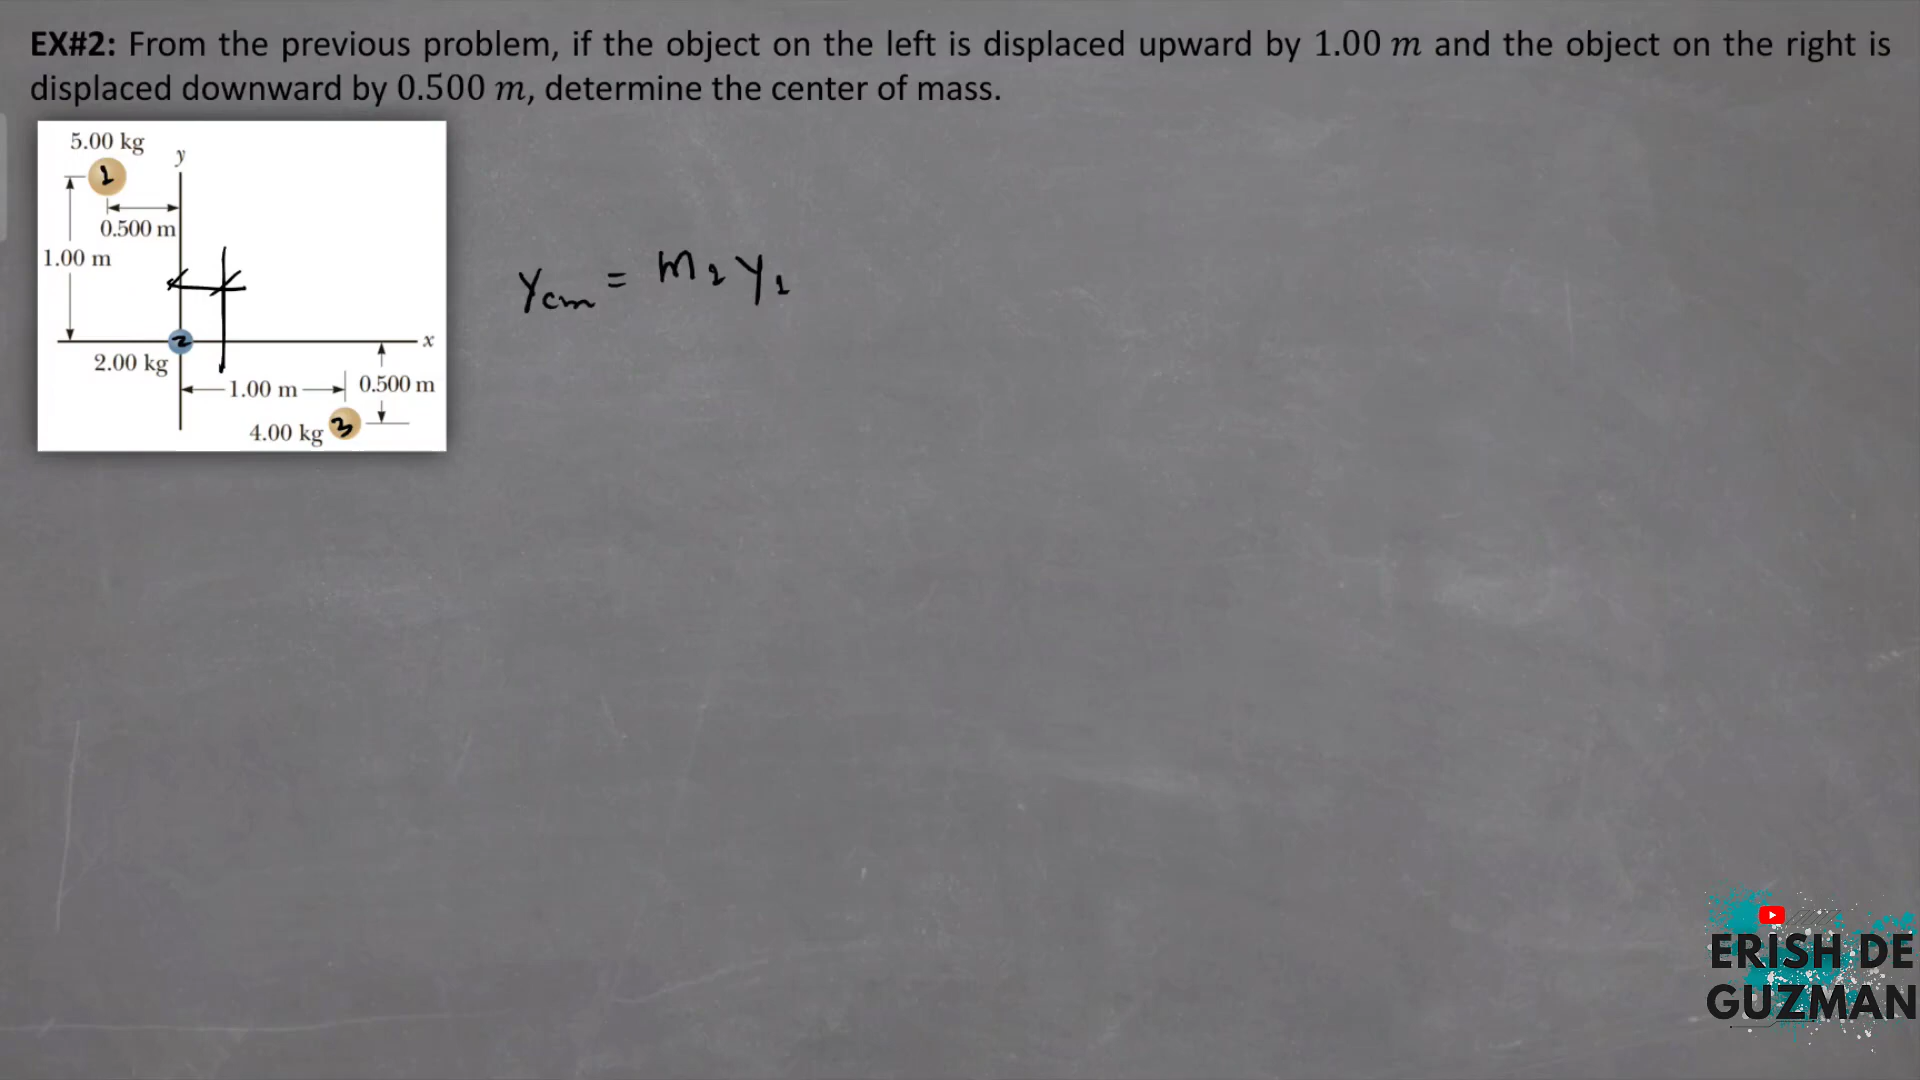 EX#2: From the previous problem, if the object on the left is displaced upward by 1.00 m and the object on the right is
displaced downward by 0.500 m, determine the center of mass.
5.00 kg
y
1
0.500 m
1.00 m
2
x
2.00 kg
1.00 m
0.500 m
4.00 kg
3
Ycm = m1 y1
ERISH DE
GUZMAN